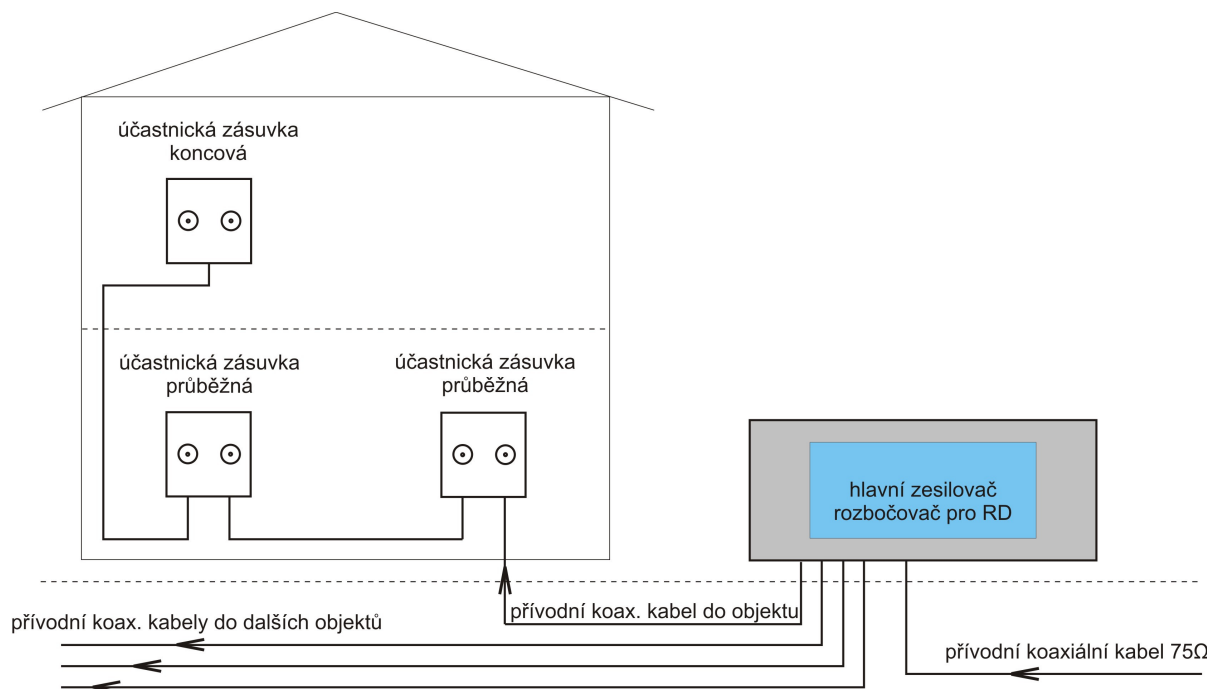 účastnická zásuvka
koncová
účastnická zásuvka
průběžná
účastnická zásuvka
průběžná
hlavní zesilovač
rozbočovač pro RD
přívodní koax. kabel do objektu
přívodní koax. kabely do dalších objektů
přívodní koaxiální kabel 75Ω